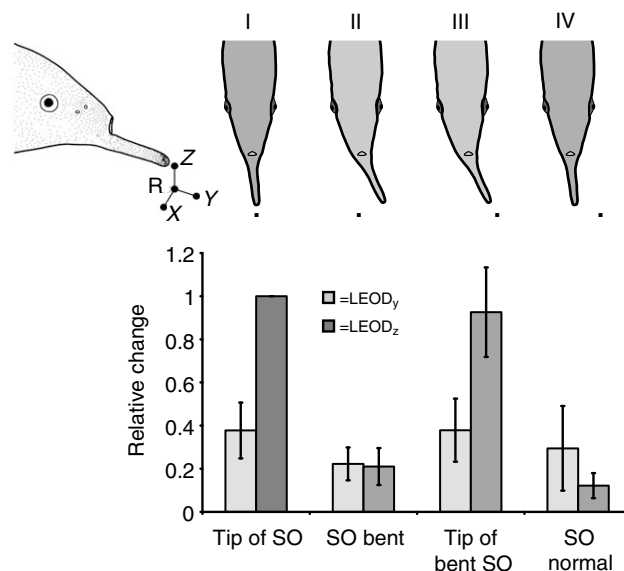 I II III IV
Z
R
Y
X
1.2
1
0.8
0.6
0.4
0.2
0
Relative change
=LEODy
=LEODz
Tip of SO
SO bent
Tip of
bent SO
SO
normal